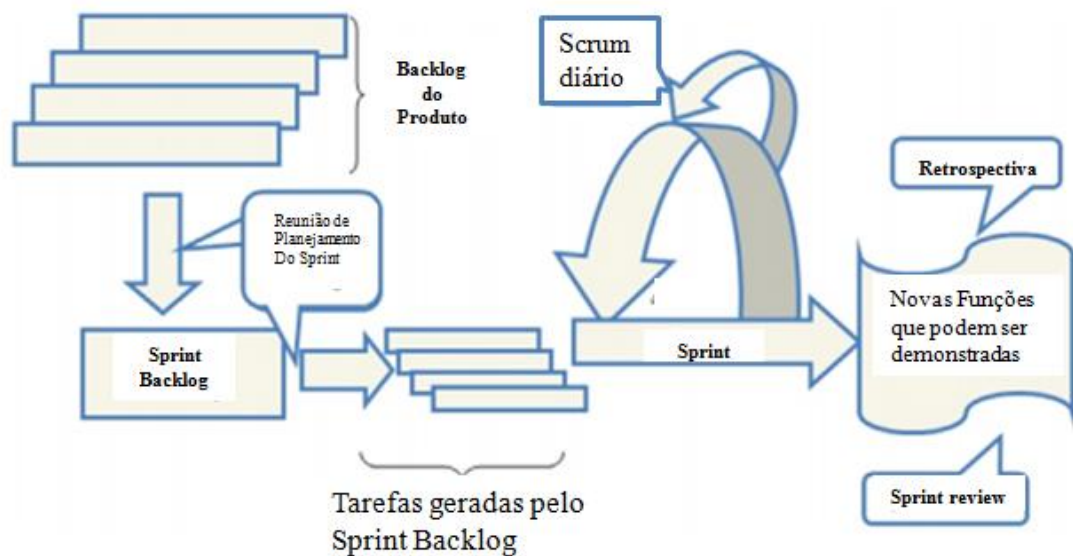 Backlog
do
Produto
Scrum
diário
Retrospectiva
Reunião de
Planejamento
Do Sprint
Novas Funções
que podem ser
demonstradas
Sprint
Backlog
Sprint
Tarefas geradas pelo
Sprint Backlog
Sprint review